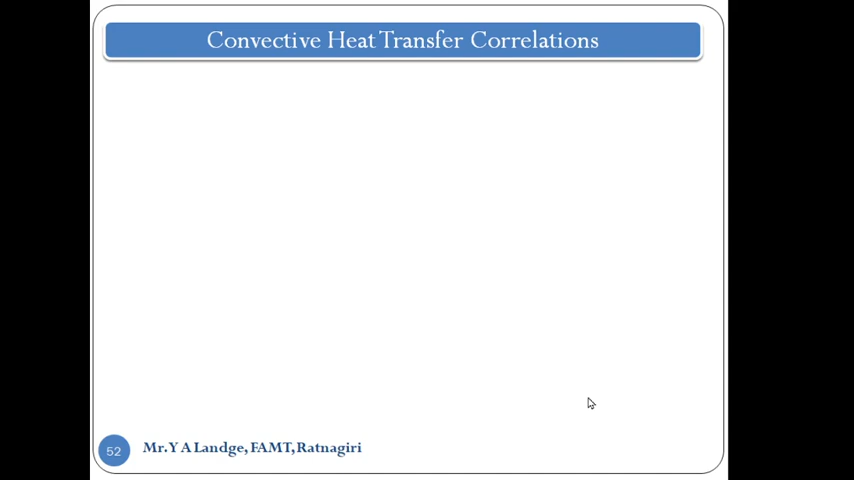 Convective Heat Transfer Correlations
52
Mr.Y A Landge, FAMT, Ratnagiri